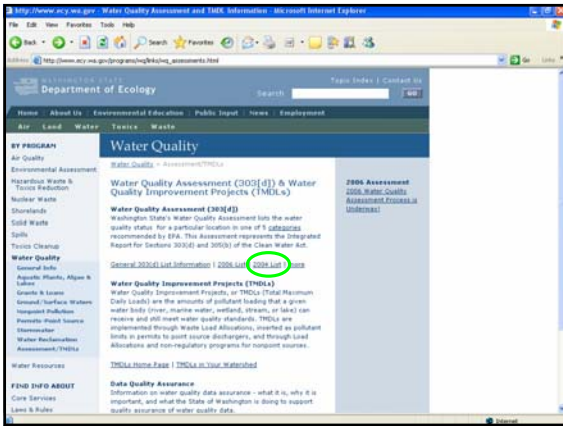 http://www.ecy.wa.gov - Water Quality Assessment and TMDL Information - Microsoft Internet Explorer
File Edit View Favorites Tools Help
Back Search Favorites
Address http://www.ecy.wa.gov/programs/wq/links/wq_assessments.html Go Links
WASHINGTON STATE
Department of Ecology
Topic Index | Contact Us
Search GO
Home About Us Environmental Education Public Input News Employment
Air Land Water Toxics Waste
BY PROGRAM
Air Quality
Environmental Assessment
Hazardous Waste & Toxics Reduction
Nuclear Waste
Shorelands
Solid Waste
Spills
Toxics Cleanup
Water Quality
General Info
Aquatic Plants, Algae & Lakes
Grants & Loans
Ground/Surface Waters
Nonpoint Pollution
Permits-Point Source
Stormwater
Water Reclamation
Assessment/TMDLs
Water Resources
FIND INFO ABOUT
Core Services
Laws & Rules
Water Quality
Water Quality > Assessment/TMDLs
Water Quality Assessment (303[d]) & Water
Quality Improvement Projects (TMDLs)
Water Quality Assessment (303[d])
Washington State's Water Quality Assessment lists the water
quality status for a particular location in one of 5 categories
recommended by EPA. This Assessment represents the Integrated
Report for Sections 303(d) and 305(b) of the Clean Water Act.
General 303(d) List Information | 2006 List | 2004 List | more
Water Quality Improvement Projects (TMDLs)
Water Quality Improvement Projects, or TMDLs (Total Maximum
Daily Loads) are the amounts of pollutant loading that a given
water body (river, marine water, wetland, stream, or lake) can
receive and still meet water quality standards. TMDLs are
implemented through Waste Load Allocations, inserted as pollutant
limits in permits to point source dischargers, and through Load
Allocations and non-regulatory programs for nonpoint sources.
TMDLs Home Page | TMDLs in Your Watershed
Data Quality Assurance
Information on water quality data assurance - what it is, why it is
important, and what the State of Washington is doing to support
quality assurance of water quality data.
2006 Assessment
2006 Water Quality
Assessment Process is
Underway!
Internet